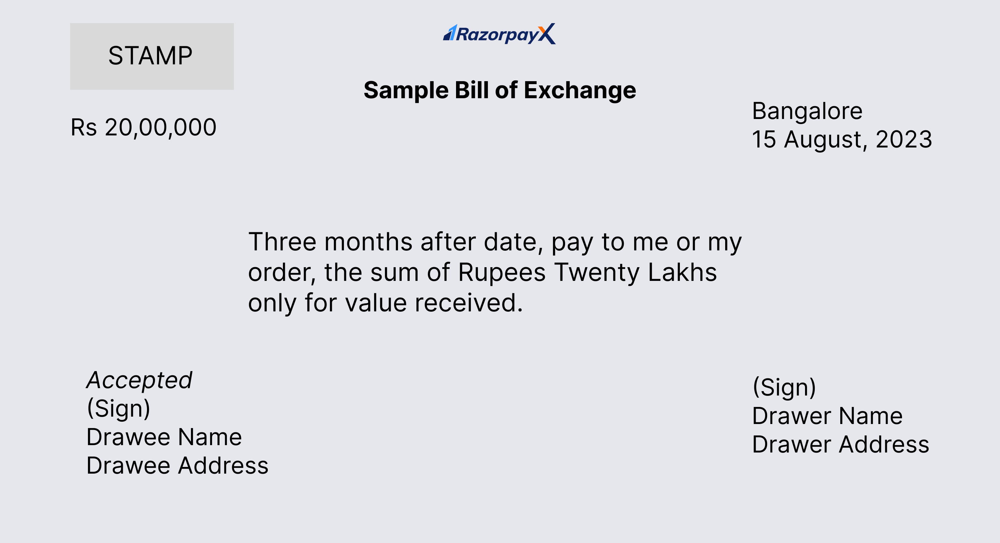 STAMP
RazorpayX
Sample Bill of Exchange
Rs 20,00,000
Bangalore
15 August, 2023
Three months after date, pay to me or my
order, the sum of Rupees Twenty Lakhs
only for value received.
Accepted
(Sign)
Drawee Name
Drawee Address
(Sign)
Drawer Name
Drawer Address